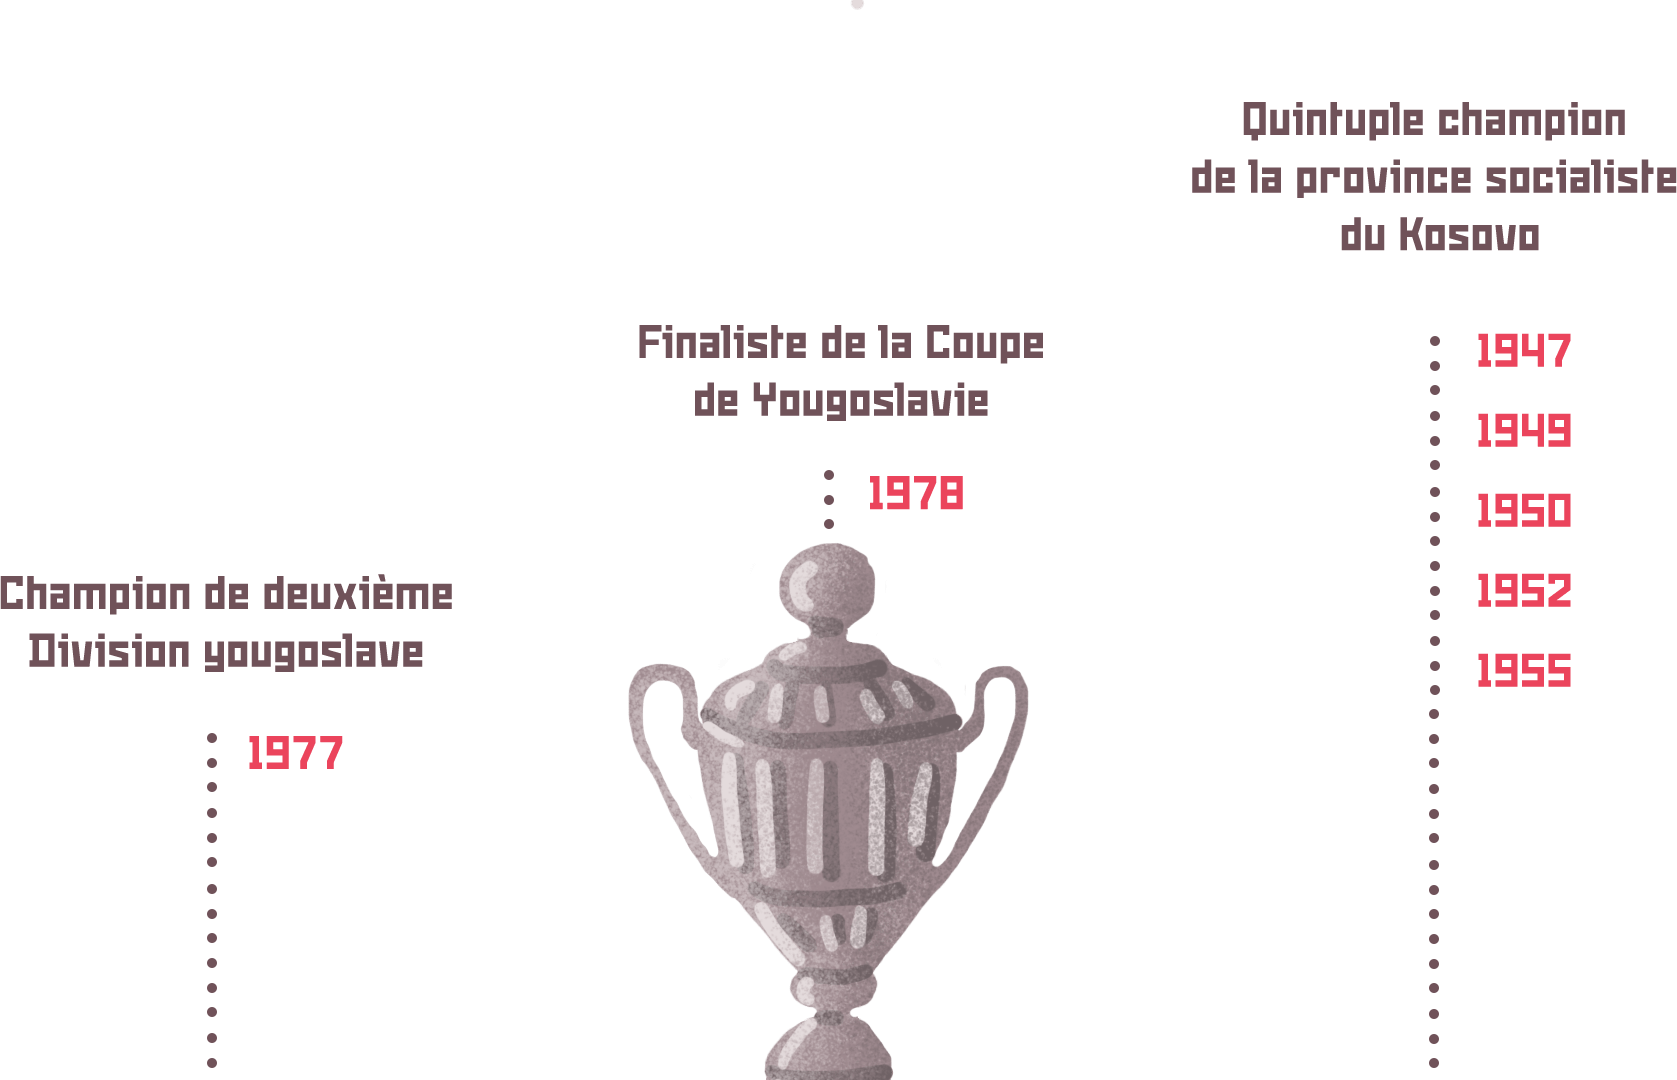 Champion de deuxième
Division yougoslave
1977
Finaliste de la Coupe
de Yougoslavie
1978
Quintuple champion
de la province socialiste
du Kosovo
1947
1949
1950
1952
1955